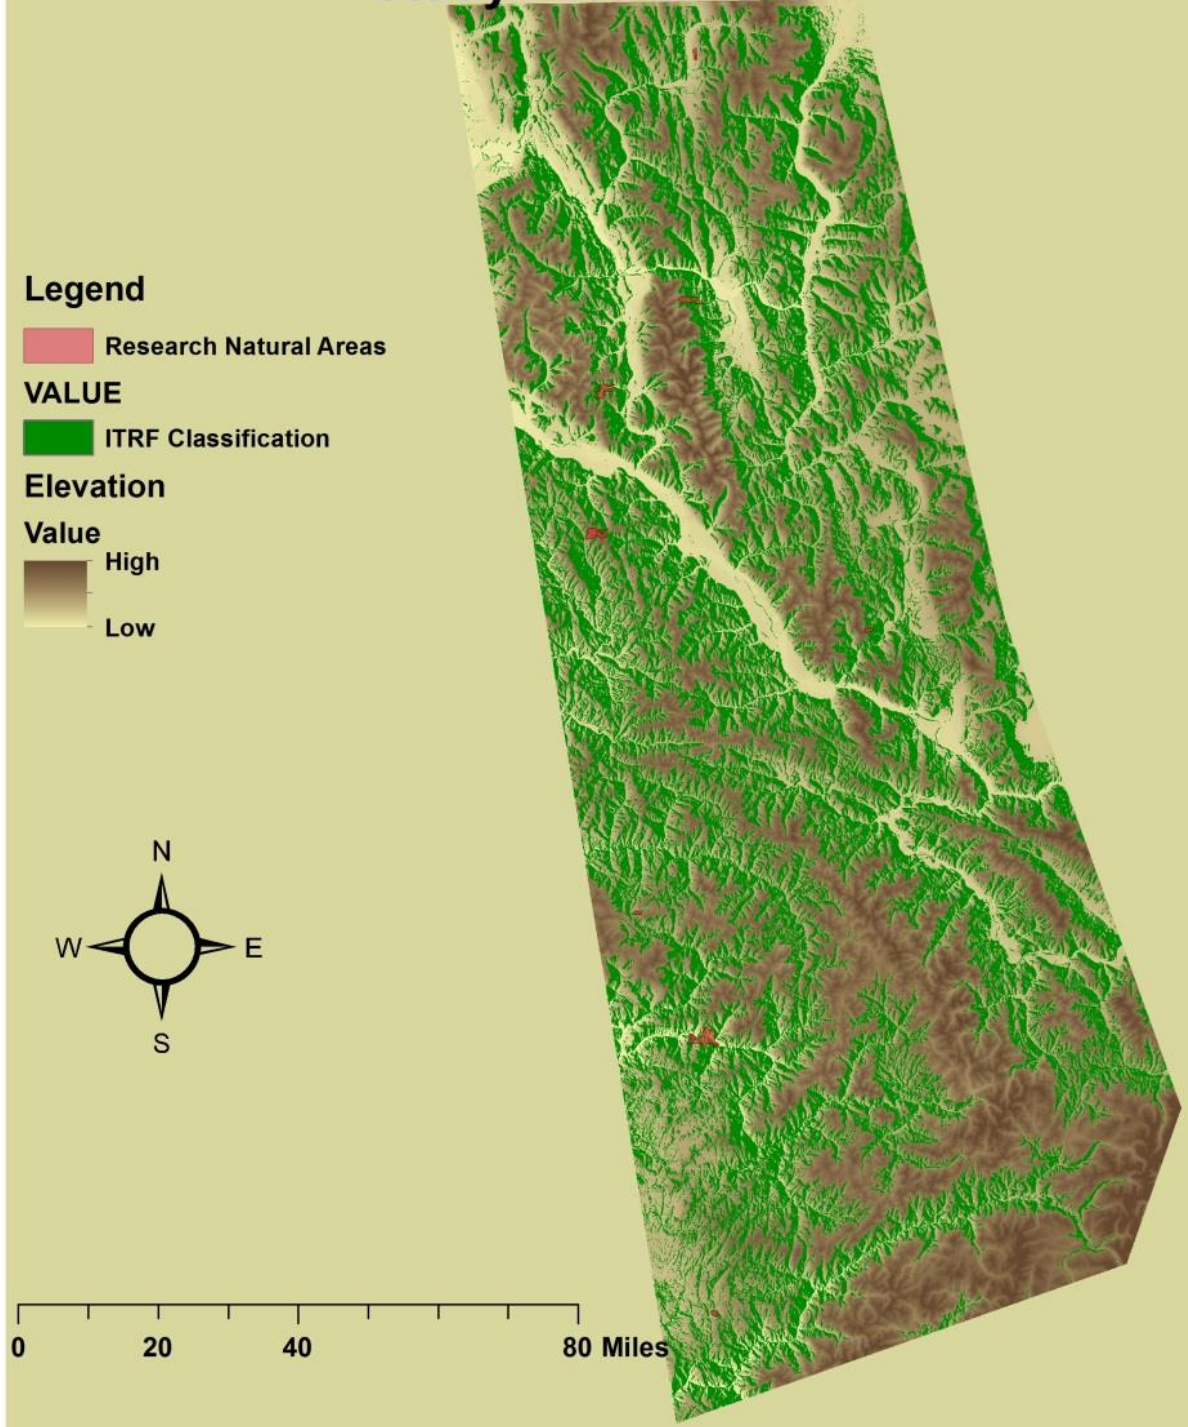 Legend
Research Natural Areas
VALUE
ITRF Classification
Elevation
Value
High
Low
N
W E
S
0 20 40 80 Miles